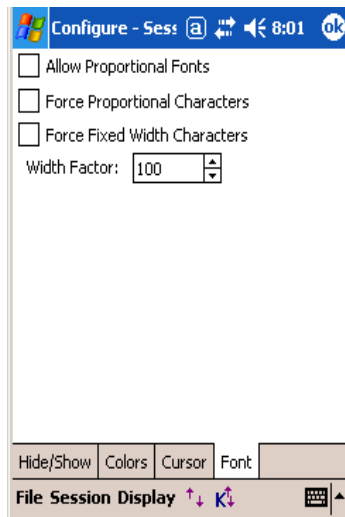 Configure - Sess a 8:01 ok
Allow Proportional Fonts
Force Proportional Characters
Force Fixed Width Characters
Width Factor: 100
Hide/Show Colors Cursor Font
File Session Display K